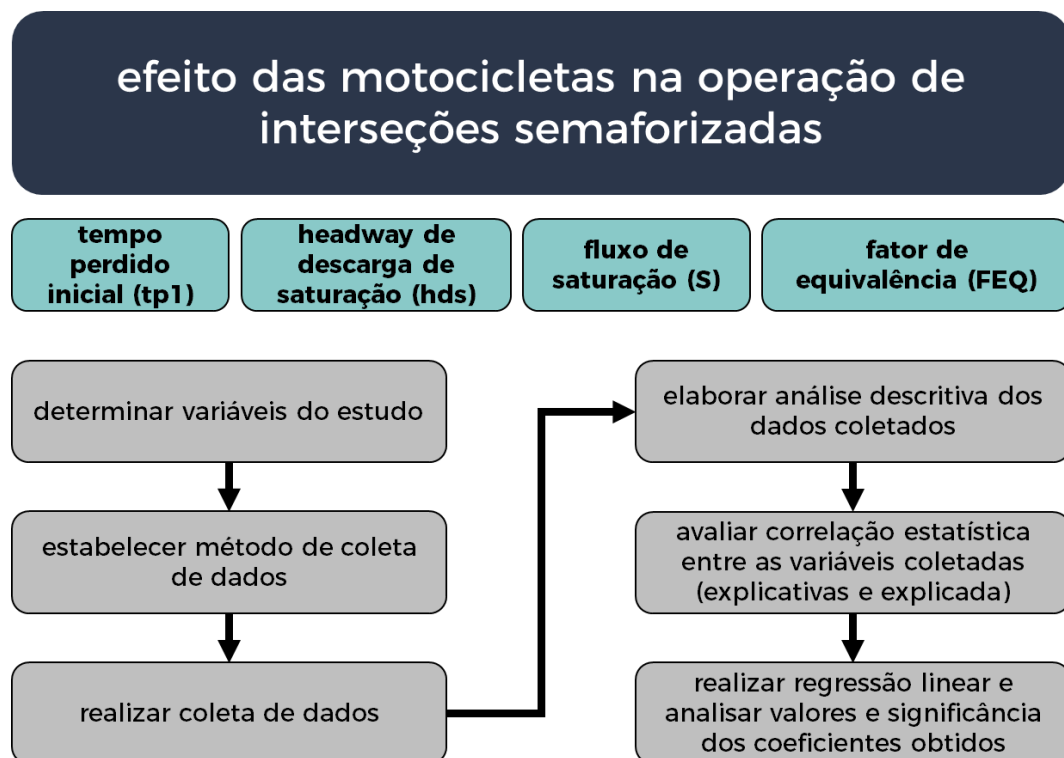 efeito das motocicletas na operação de
interseções semaforizadas
tempo
perdido
inicial (tp1)
headway de
descarga de
saturação (hds)
fluxo de
saturação (S)
fator de
equivalência (FEQ)
determinar variáveis do estudo
estabelecer método de coleta
de dados
realizar coleta de dados
elaborar análise descritiva dos
dados coletados
avaliar correlação estatística
entre as variáveis coletadas
(explicativas e explicada)
realizar regressão linear e
analisar valores e significância
dos coeficientes obtidos